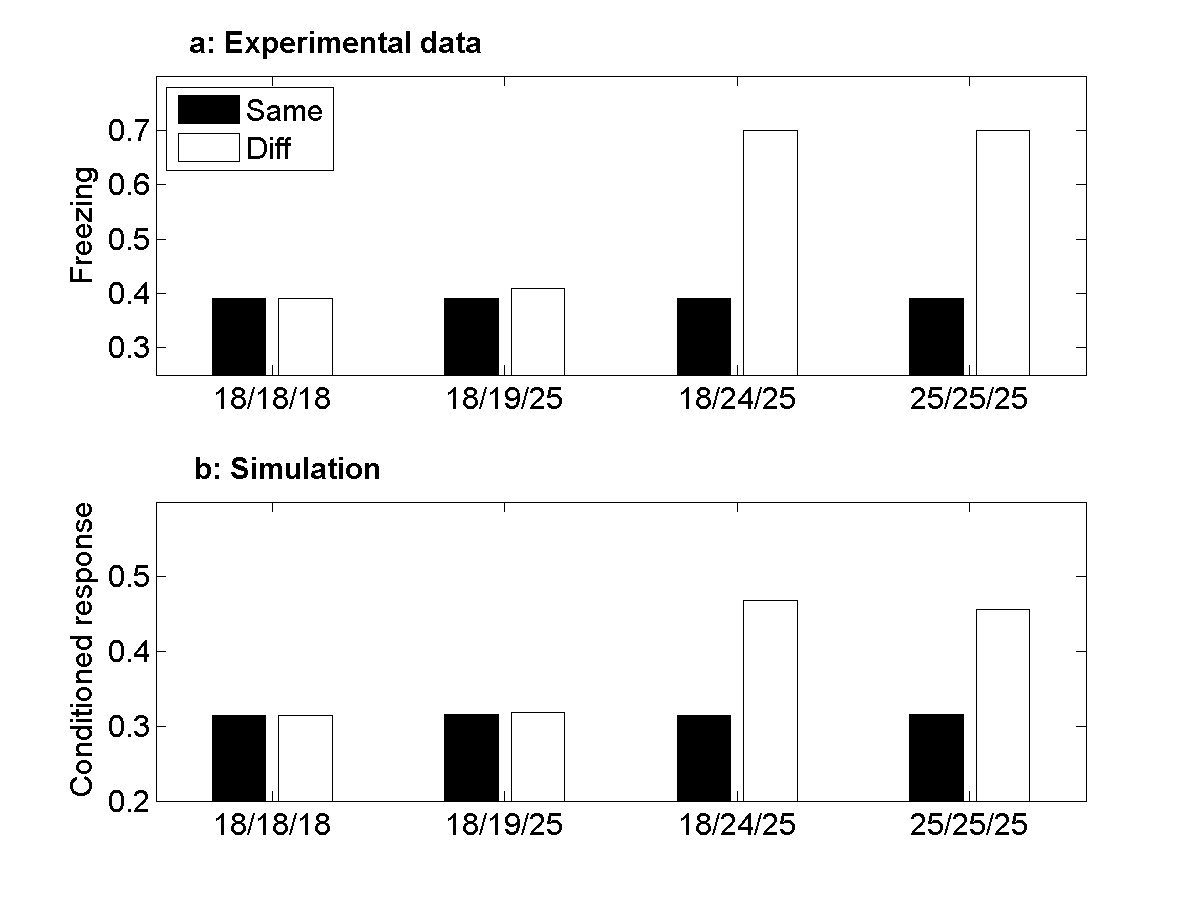 a: Experimental data
Same
Diff
Freezing
0.7
0.6
0.5
0.4
0.3
18/18/18
18/19/25
18/24/25
25/25/25
b: Simulation
Conditioned response
0.5
0.4
0.3
0.2
18/18/18
18/19/25
18/24/25
25/25/25